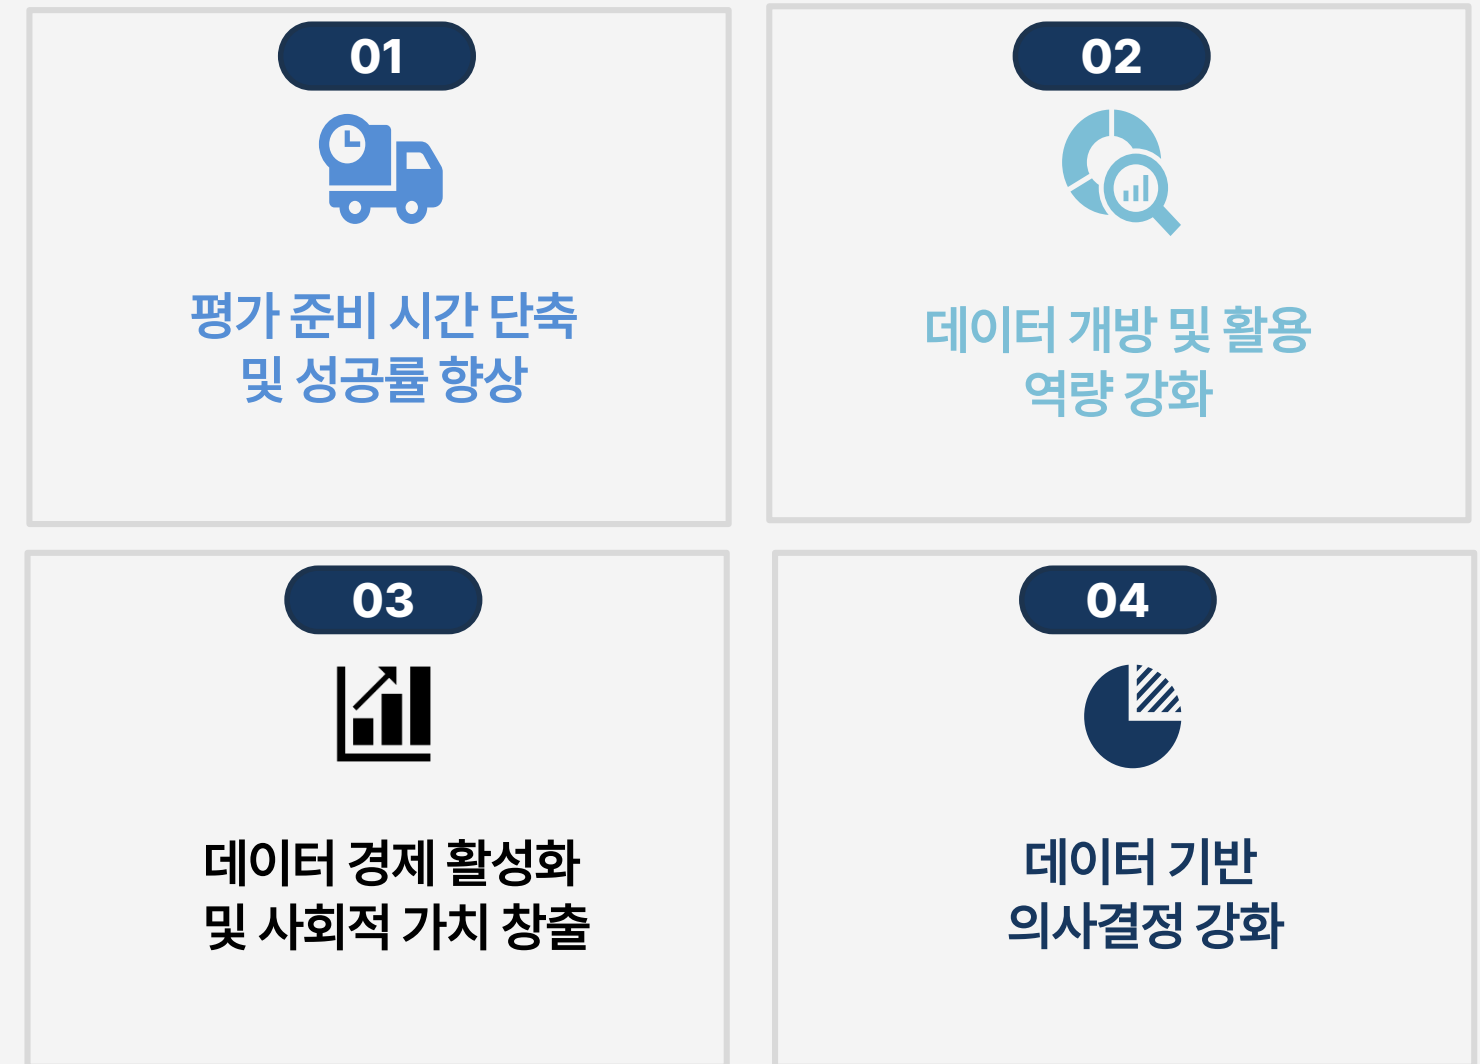 01
평가 준비 시간 단축
및 성공률 향상
02
데이터 개방 및 활용
역량 강화
03
데이터 경제 활성화
및 사회적 가치 창출
04
데이터 기반
의사결정 강화